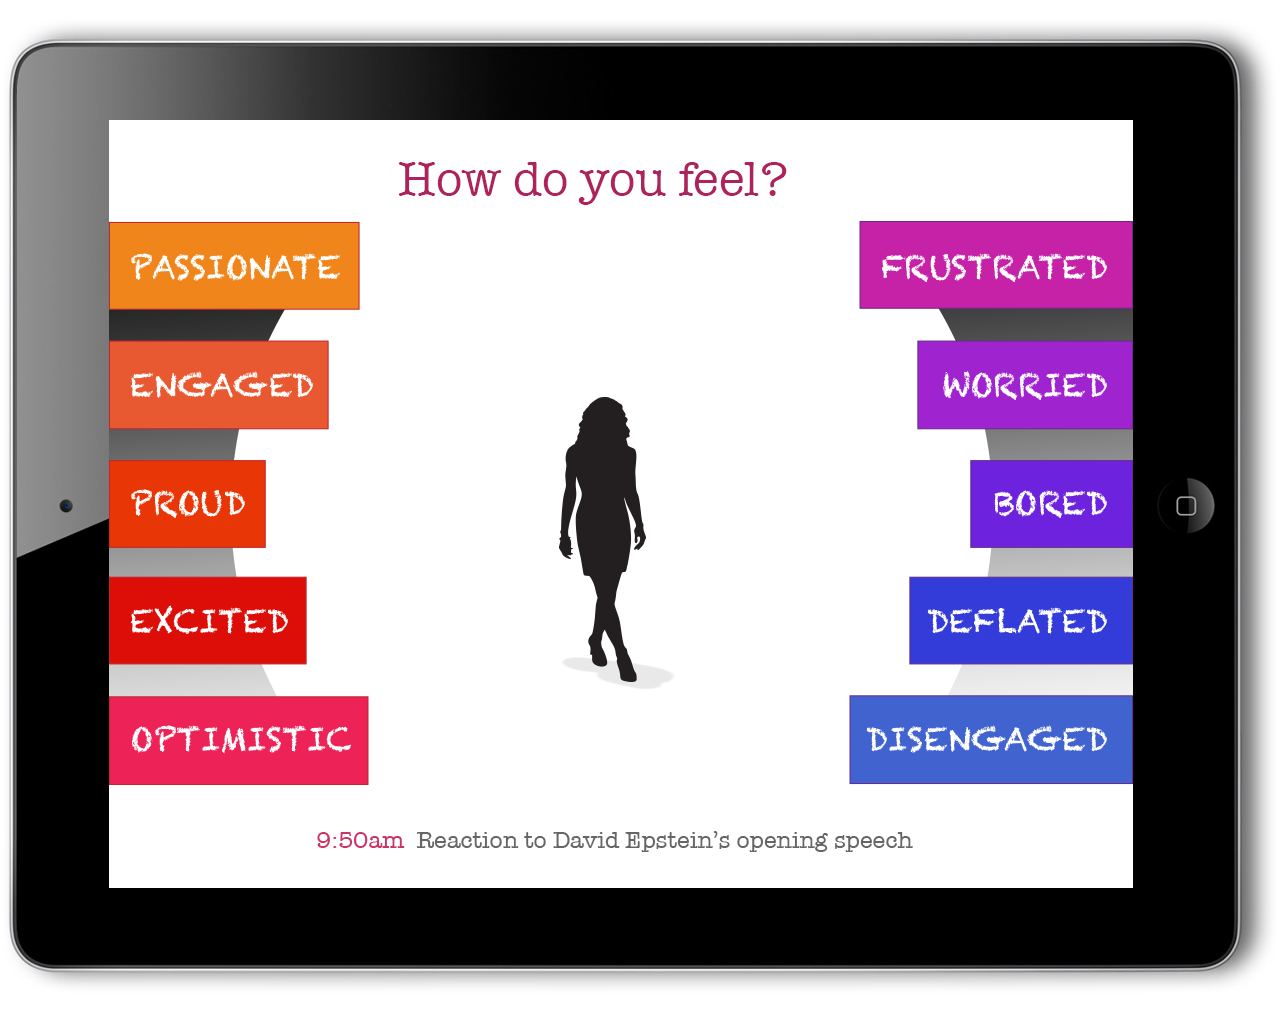 How do you feel?
PASSIONATE
ENGAGED
PROUD
EXCITED
OPTIMISTIC
FRUSTRATED
WORRIED
BORED
DEFLATED
DISENGAGED
9:50am Reaction to David Epstein’s opening speech